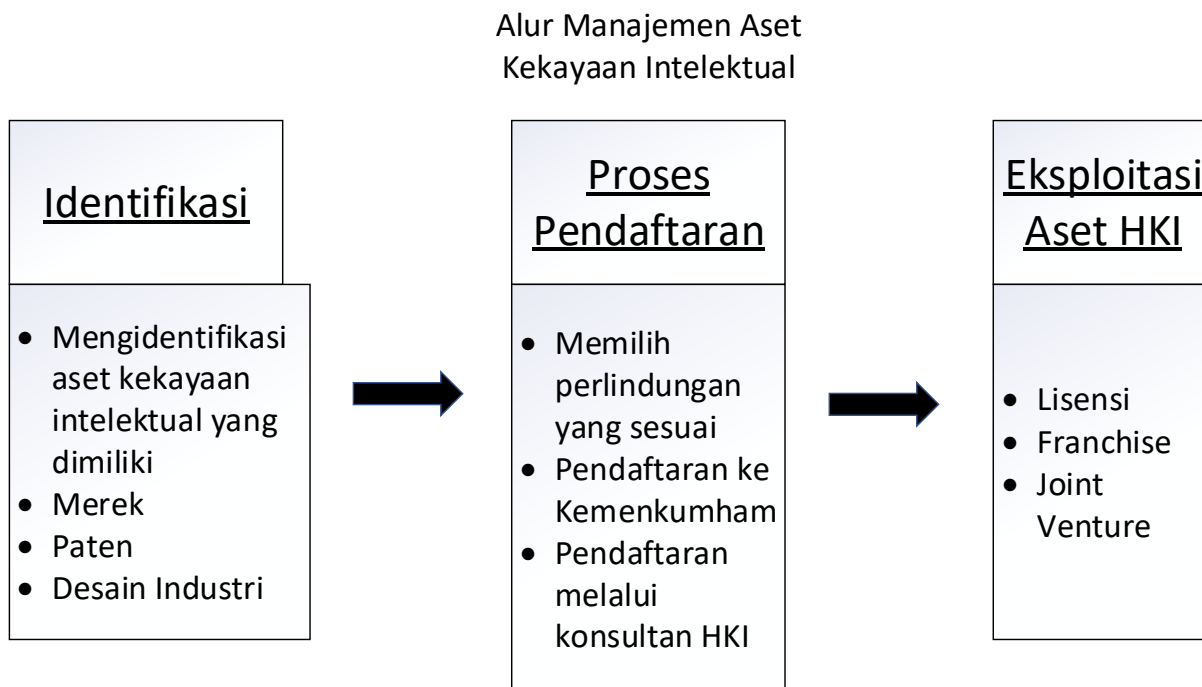 Alur Manajemen Aset
Kekayaan Intelektual
Identifikasi
• Mengidentifikasi
aset kekayaan
intelektual yang
dimiliki
• Merek
• Paten
• Desain Industri
Proses
Pendaftaran
• Memilih
perlindungan
yang sesuai
• Pendaftaran ke
Kemenkumham
• Pendaftaran
melalui
konsultan HKI
Eksploitasi
Aset HKI
• Lisensi
• Franchise
• Joint
Venture